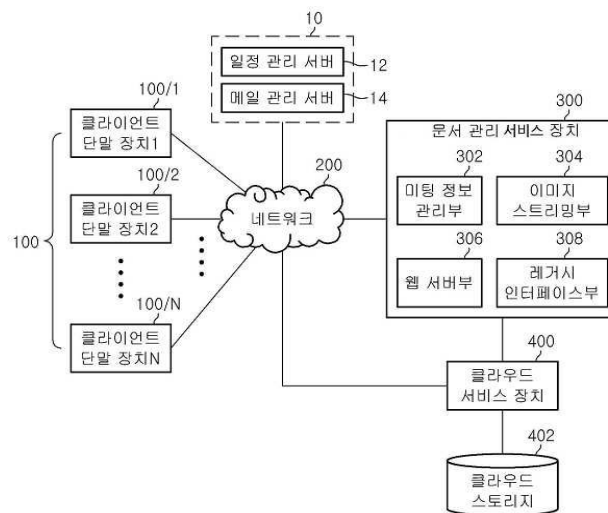 10
일정 관리 서버
12
메일 관리 서버
14
100/1
클라이언트
단말 장치1
100/2
클라이언트
단말 장치2
100
100/N
클라이언트
단말 장치N
200
네트워크
300
문서 관리 서비스 장치
302
미팅 정보
관리부
304
이미지
스트리밍부
306
웹 서버부
308
레거시
인터페이스부
400
클라우드
서비스 장치
402
클라우드
스토리지